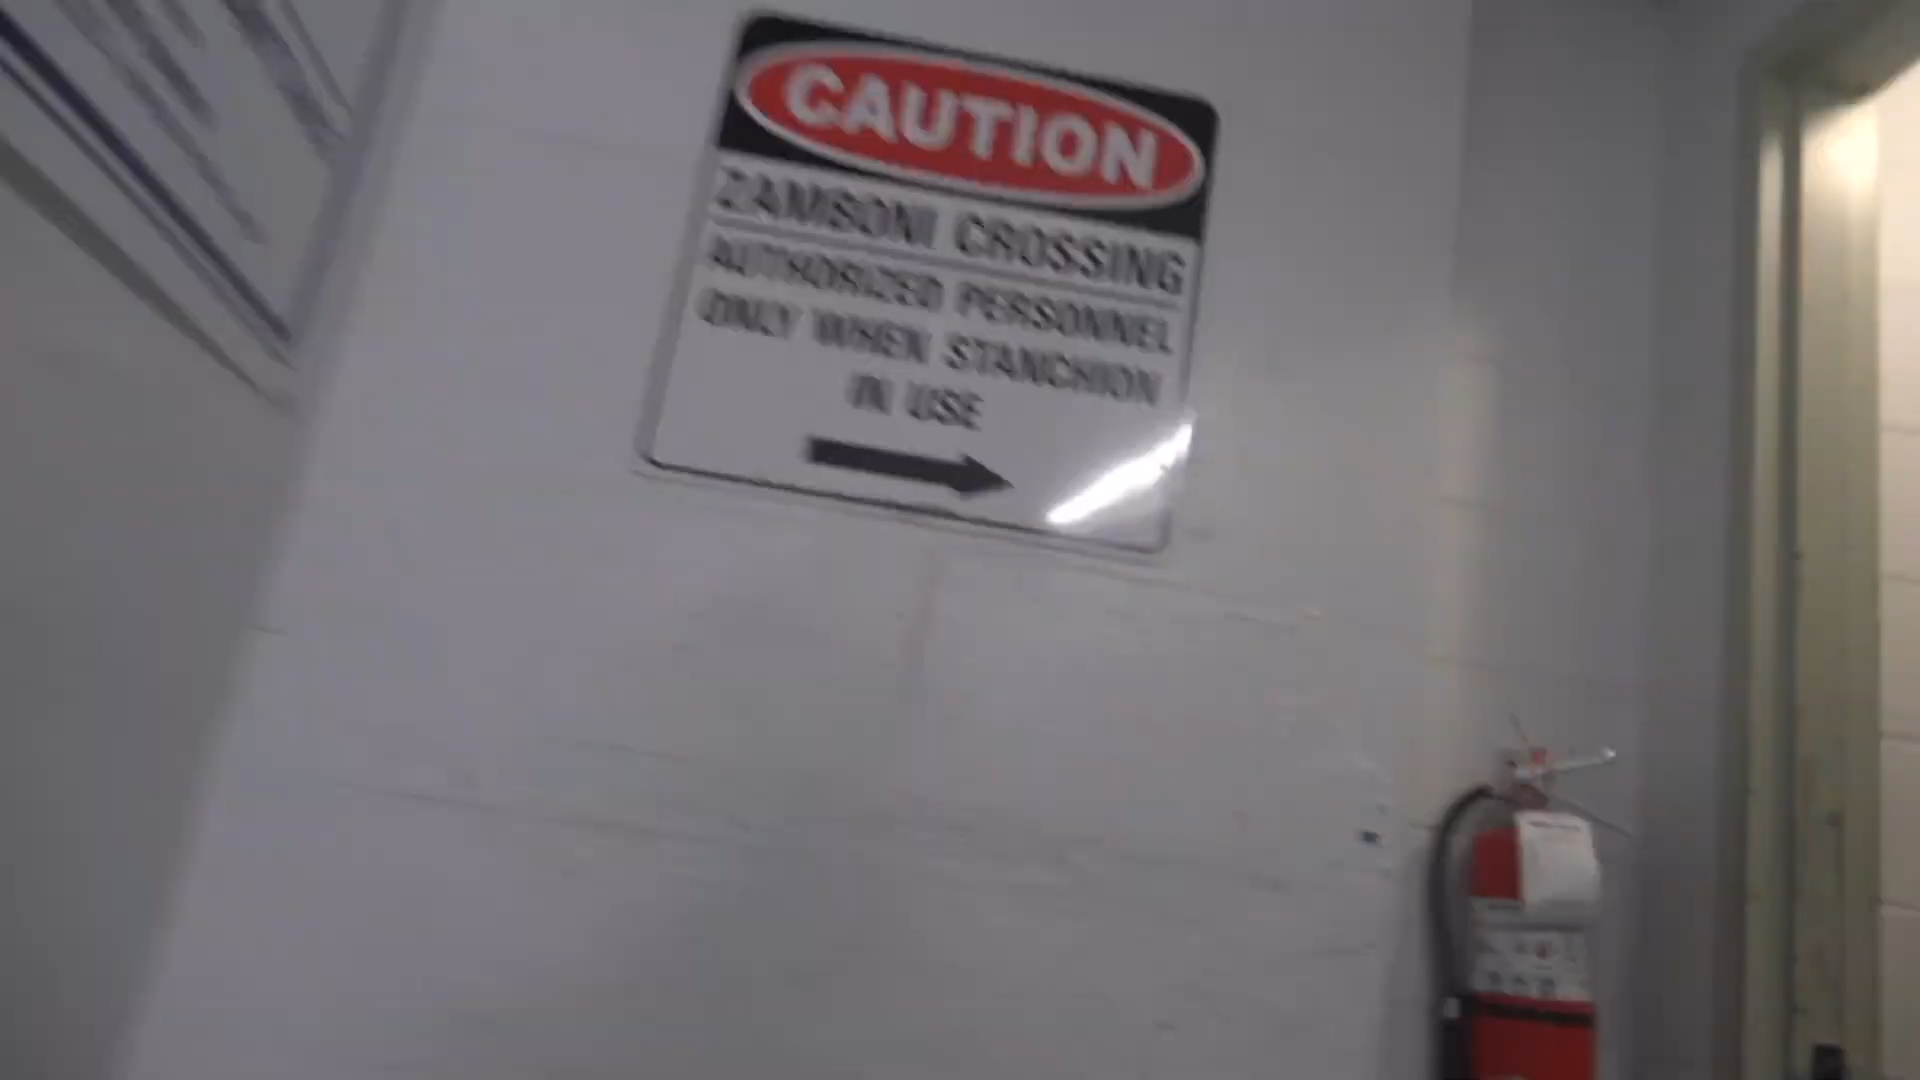 CAUTION
ZAMBONI CROSSING
AUTHORIZED PERSONNEL
ONLY WHEN STANCHION
IN USE